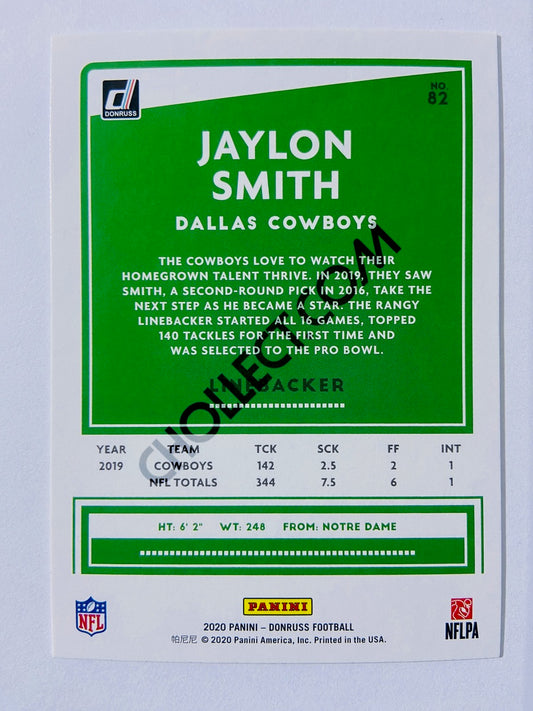 DONRUSS
NO.
82
JAYLON
SMITH
DALLAS COWBOYS
THE COWBOYS LOVE TO WATCH THEIR
HOMEGROWN TALENT THRIVE. IN 2019, THEY SAW
SMITH, A SECOND-ROUND PICK IN 2016, TAKE THE
NEXT STEP AS HE BECAME A STAR. THE RANGY
LINEBACKER STARTED ALL 16 GAMES, TOPPED
140 TACKLES FOR THE FIRST TIME AND
WAS SELECTED TO THE PRO BOWL.
LINEBACKER
CHOLLECT.COM
YEAR TEAM TCK SCK FF INT
2019 COWBOYS 142 2.5 2 1
NFL TOTALS 344 7.5 6 1
HT: 6' 2" WT: 248 FROM: NOTRE DAME
NFL
PANINI
NFLPA
2020 PANINI – DONRUSS FOOTBALL
帕尼尼 © 2020 Panini America, Inc. Printed in the USA.